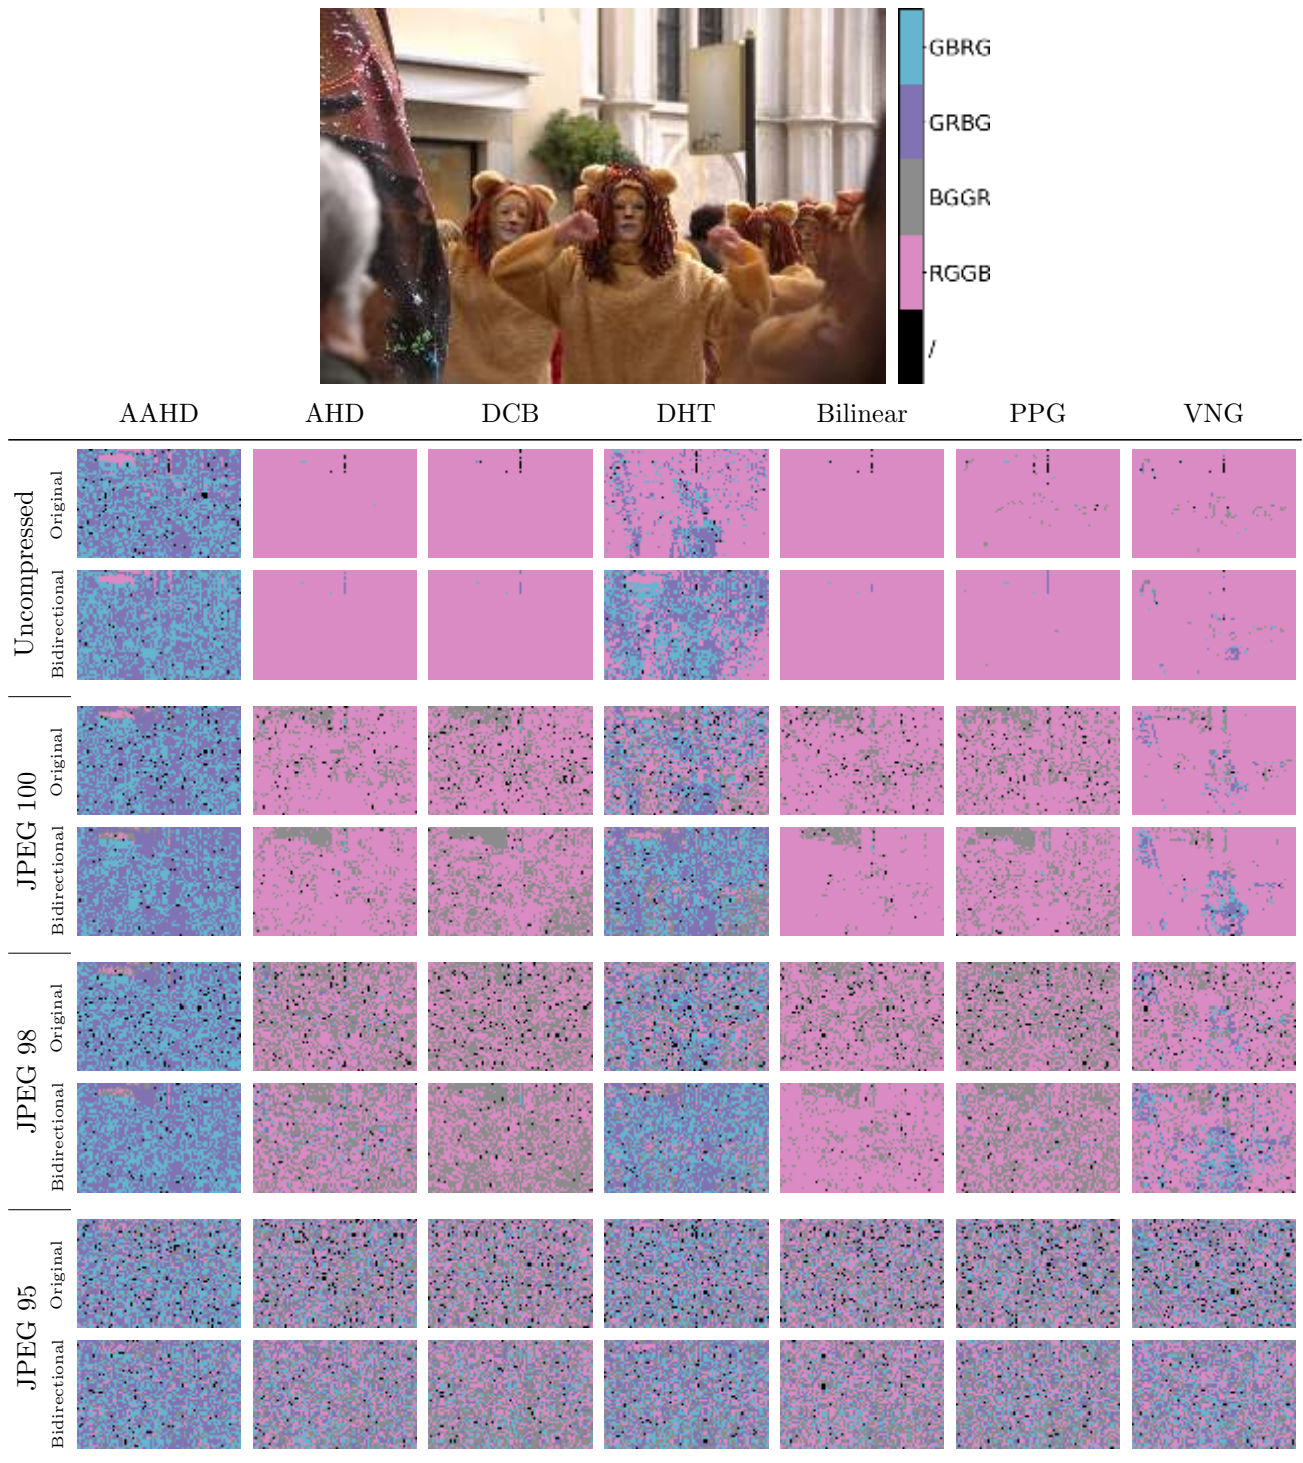 GBRG
GRBG
BGGR
RGGB
/
AAHD AHD DCB DHT Bilinear PPG VNG
Uncompressed
Original
Bidirectional
JPEG 100
Original
Bidirectional
JPEG 98
Original
Bidirectional
JPEG 95
Original
Bidirectional